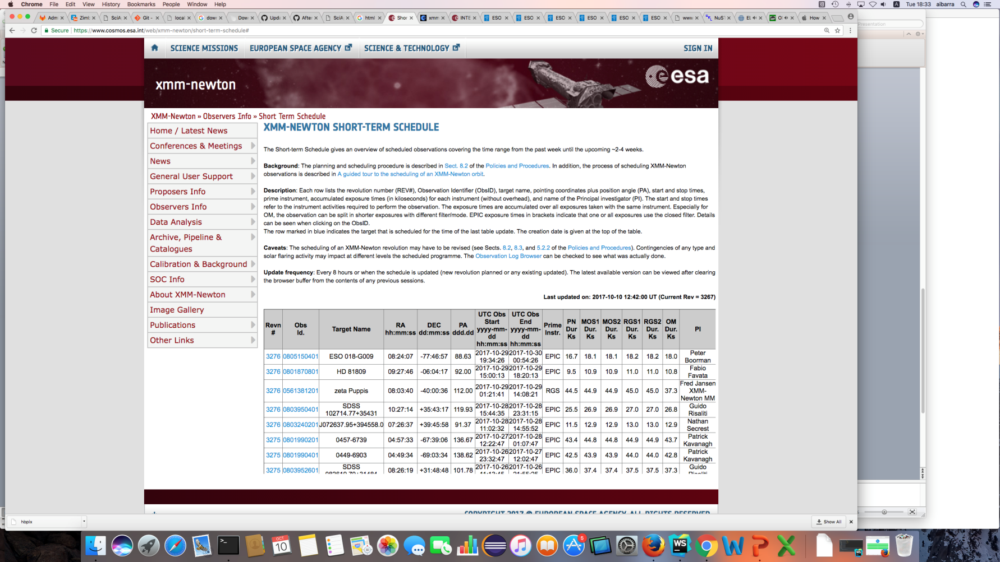 Chrome File Edit View History Bookmarks People Window Help
Tue 18:33 aibarra
Adm Zimb SciA Git - local dow Dow Upda After SciA html Shor xmm INTE ESO ESO ESO ESO ESO ESO www NuST El O How
Presentation
Secure https://www.cosmos.esa.int/web/xmm-newton/short-term-schedule#
SCIENCE MISSIONS EUROPEAN SPACE AGENCY SCIENCE & TECHNOLOGY SIGN IN
xmm-newton
esa
XMM-Newton » Observers Info » Short Term Schedule
Home / Latest News
Conferences & Meetings
News
General User Support
Proposers Info
Observers Info
Data Analysis
Archive, Pipeline &
Catalogues
Calibration & Background
SOC Info
About XMM-Newton
Image Gallery
Publications
Other Links
XMM-NEWTON SHORT-TERM SCHEDULE
The Short-term Schedule gives an overview of scheduled observations covering the time range from the past week until the upcoming ~2-4 weeks.
Background: The planning and scheduling procedure is described in Sect. 8.2 of the Policies and Procedures. In addition, the process of scheduling XMM-Newton
observations is described in A guided tour to the scheduling of an XMM-Newton orbit.
Description: Each row lists the revolution number (REV#), Observation Identifier (ObsID), target name, pointing coordinates plus position angle (PA), start and stop times,
prime instrument, accumulated exposure times (in kiloseconds) for each instrument (without overhead), and name of the Principal investigator (PI). The start and stop times
refer to the instrument activities required to perform the observation. The exposure times are accumulated over all exposures taken with the same instrument. Especially for
OM, the observation can be split in shorter exposures with different filter/mode. EPIC exposure times in brackets indicate that one or all exposures use the closed filter. Details
can be seen when clicking on the ObsID.
The row marked in blue indicates the target that is scheduled for the time of the last table update. The creation date is given at the top of the table.
Caveats: The scheduling of an XMM-Newton revolution may have to be revised (see Sects. 8.2, 8.3, and 5.2.2 of the Policies and Procedures). Contingencies of any type and
solar flaring activity may impact at different levels the scheduled programme. The Observation Log Browser can be checked to see what was actually done.
Update frequency: Every 8 hours or when the schedule is updated (new revolution planned or any existing updated). The latest available version can be viewed after clearing
the browser buffer from the contents of any previous sessions.
Last updated on: 2017-10-10 12:42:00 UT (Current Rev = 3267)
Revn # Obs Id. Target Name RA hh:mm:ss DEC dd:mm:ss PA ddd.dd UTC Obs Start yyyy-mm-dd hh:mm:ss UTC Obs End yyyy-mm-dd hh:mm:ss Prime Instr. PN Dur Ks MOS1 Dur. Ks MOS2 Dur. Ks RGS1 Dur. Ks RGS2 Dur. Ks OM Dur. Ks PI
3276 0805150401 ESO 018-G009 08:24:07 -77:46:57 88.63 2017-10-29 19:34:26 2017-10-30 00:54:26 EPIC 16.7 18.1 18.1 18.2 18.2 18.0 Peter Boorman
3276 0801870801 HD 81809 09:27:46 -06:04:17 92.00 2017-10-29 15:00:13 2017-10-29 18:20:13 EPIC 9.5 10.9 10.9 11.0 11.0 10.8 Fabio Favata
3276 0561381201 zeta Puppis 08:03:40 -40:00:36 112.00 2017-10-29 01:21:41 2017-10-29 14:08:21 RGS 44.5 44.9 44.9 45.0 45.0 37.3 Fred Jansen XMM-Newton MM
3276 0803950401 SDSS 102714.77+35431 10:27:14 +35:43:17 119.93 2017-10-28 15:44:35 2017-10-28 23:31:15 EPIC 25.5 26.9 26.9 27.0 27.0 26.8 Guido Risaliti
3276 0803240201 J072637.95+394558.0 07:26:37 +39:45:58 91.37 2017-10-28 11:02:32 2017-10-28 14:55:52 EPIC 11.5 12.9 12.9 13.0 13.0 12.9 Nathan Secrest
3275 0801990201 0457-6739 04:57:33 -67:39:06 136.67 2017-10-27 12:22:47 2017-10-28 01:07:47 EPIC 43.4 44.8 44.8 44.9 44.9 43.7 Patrick Kavanagh
3275 0801990401 0449-6903 04:49:34 -69:03:34 138.62 2017-10-26 23:32:47 2017-10-27 12:02:47 EPIC 42.5 43.9 43.9 44.0 44.0 42.8 Patrick Kavanagh
3275 0803952601 SDSS 08:26:19 +31:48:48 101.78 2017-10-26 2017-10-26 EPIC 36.0 37.4 37.4 37.5 37.5 37.3 Guido
COPYRIGHT 2017 © EUROPEAN SPACE AGENCY. ALL RIGHTS RESERVED.
hbpix
Show All
OCT
10
5
WS